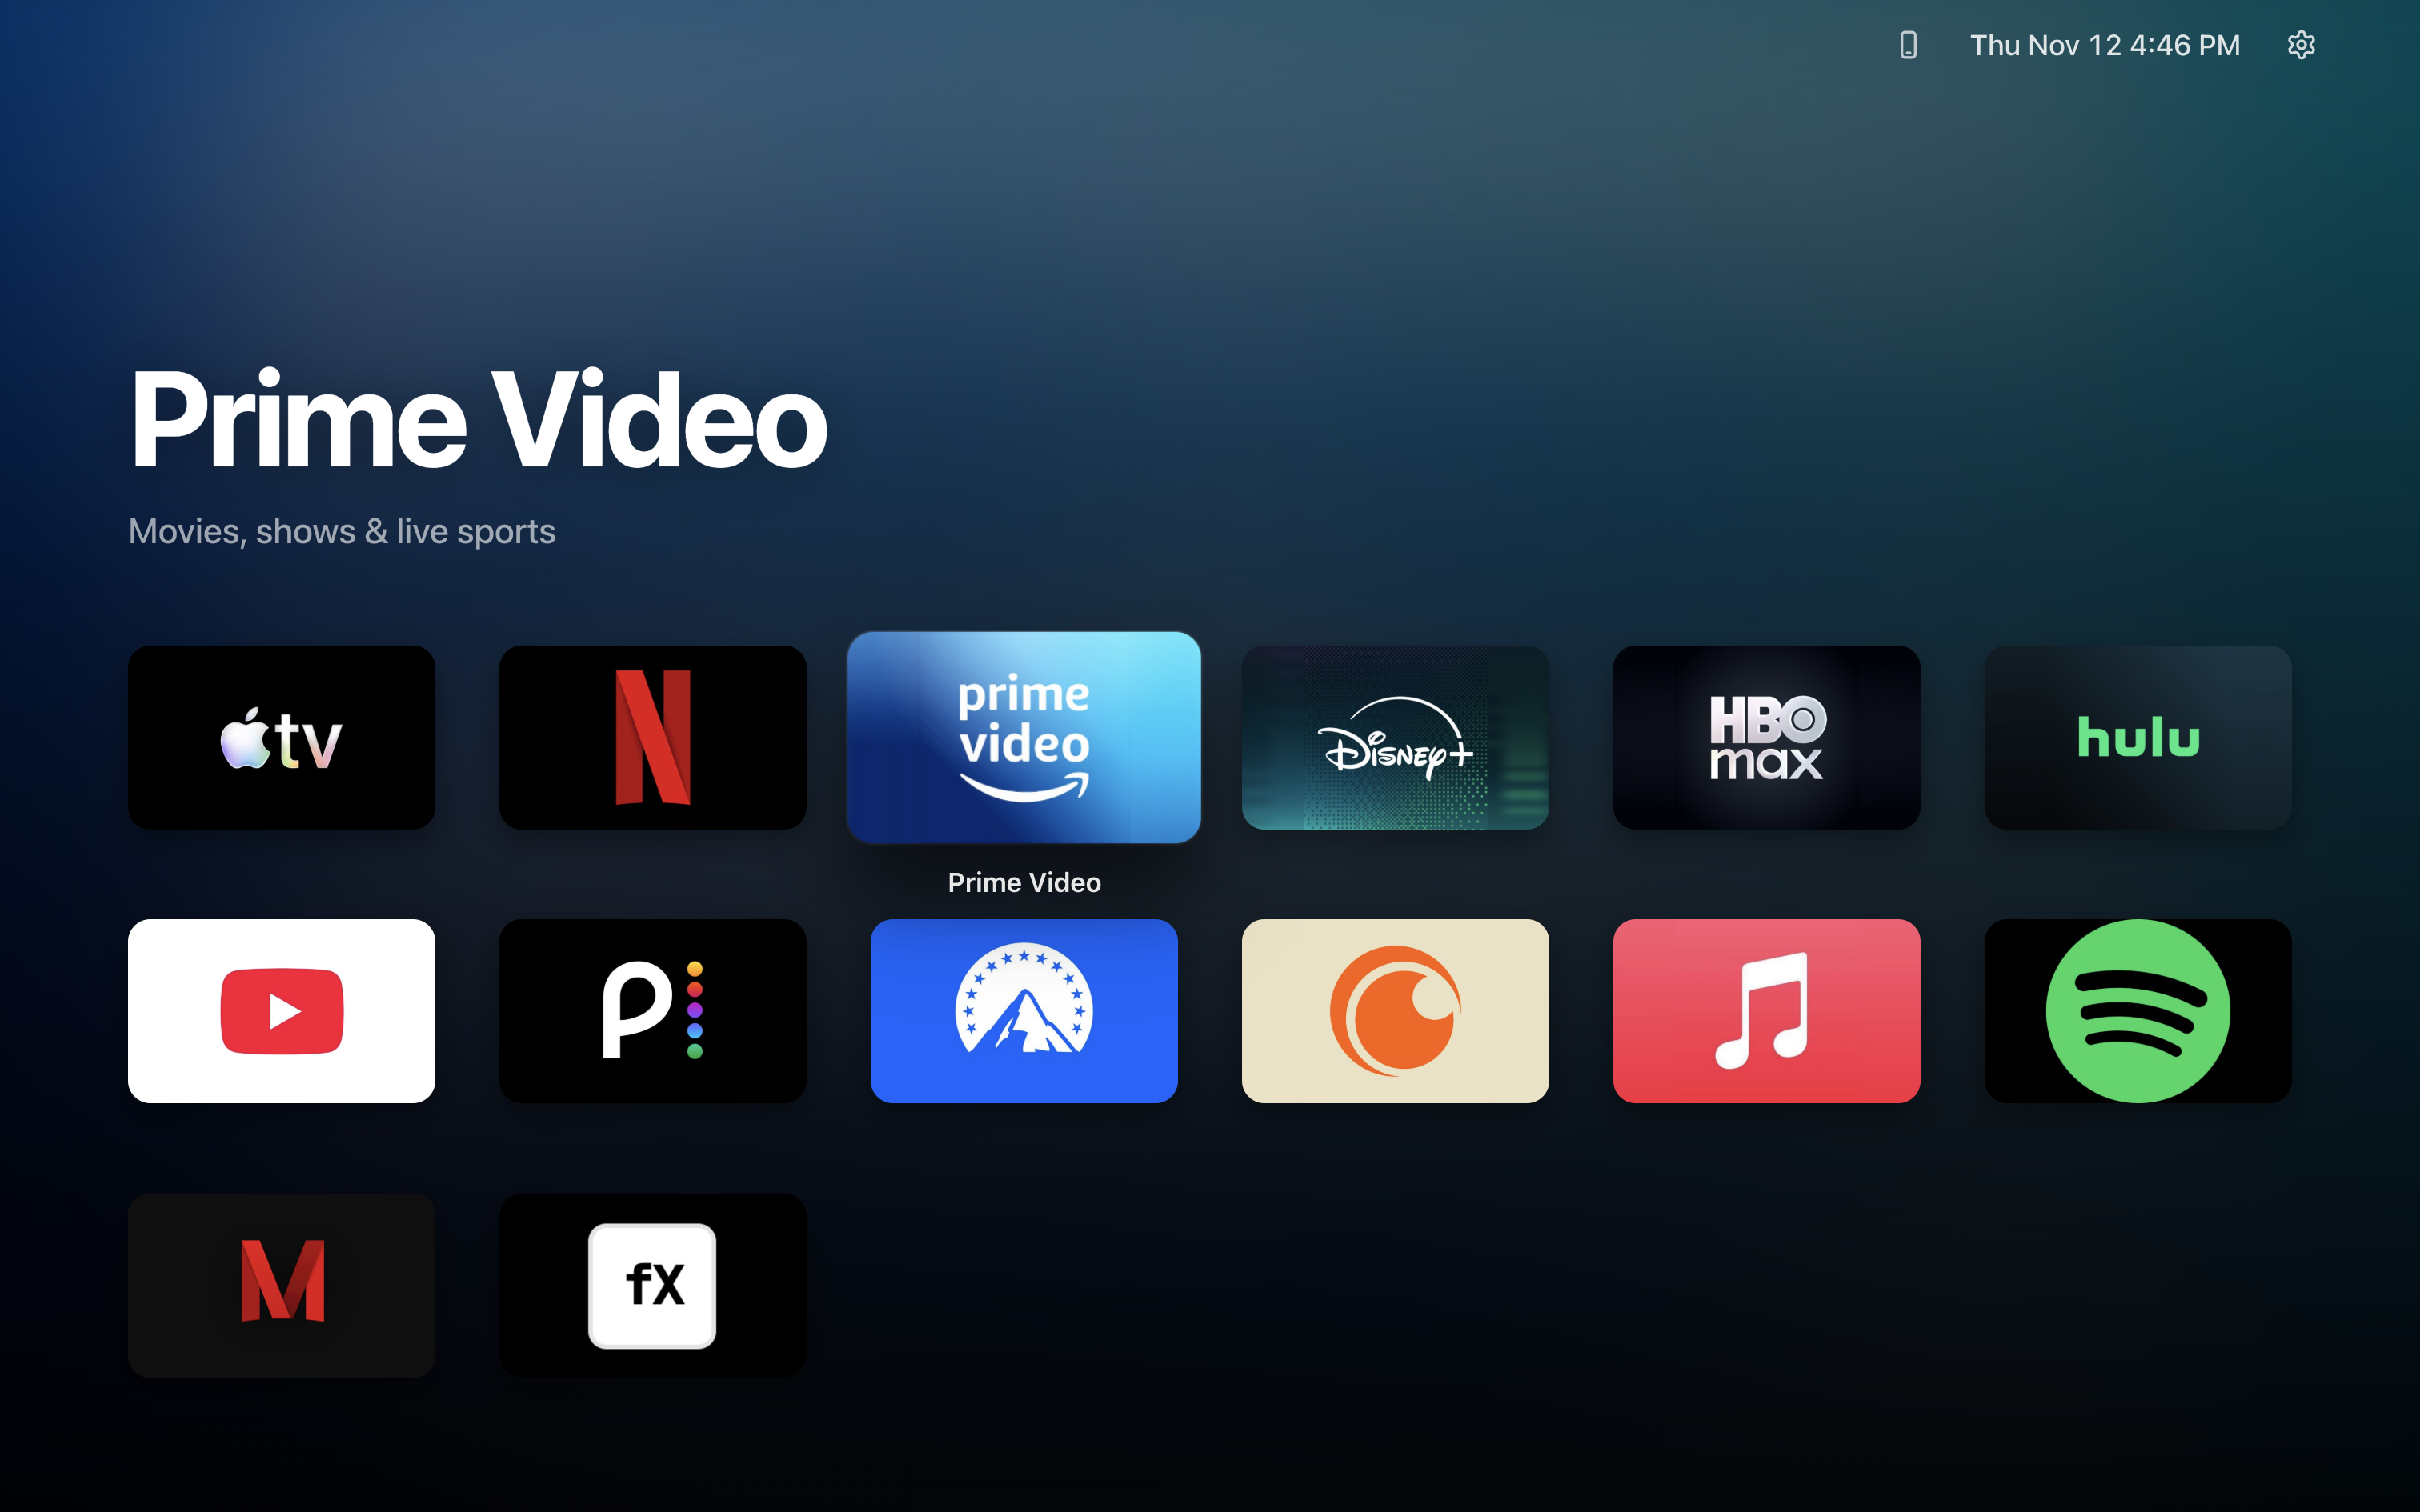 Thu Nov 12 4:46 PM
Prime Video
Movies, shows & live sports
tv
N
prime
video
Disney+
HBO
max
hulu
Prime Video
P
M
fX